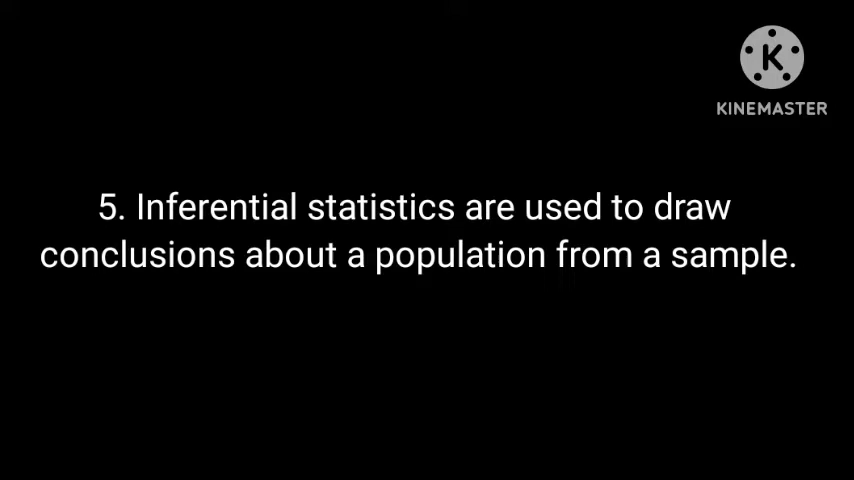 KINEMASTER
5. Inferential statistics are used to draw
conclusions about a population from a sample.